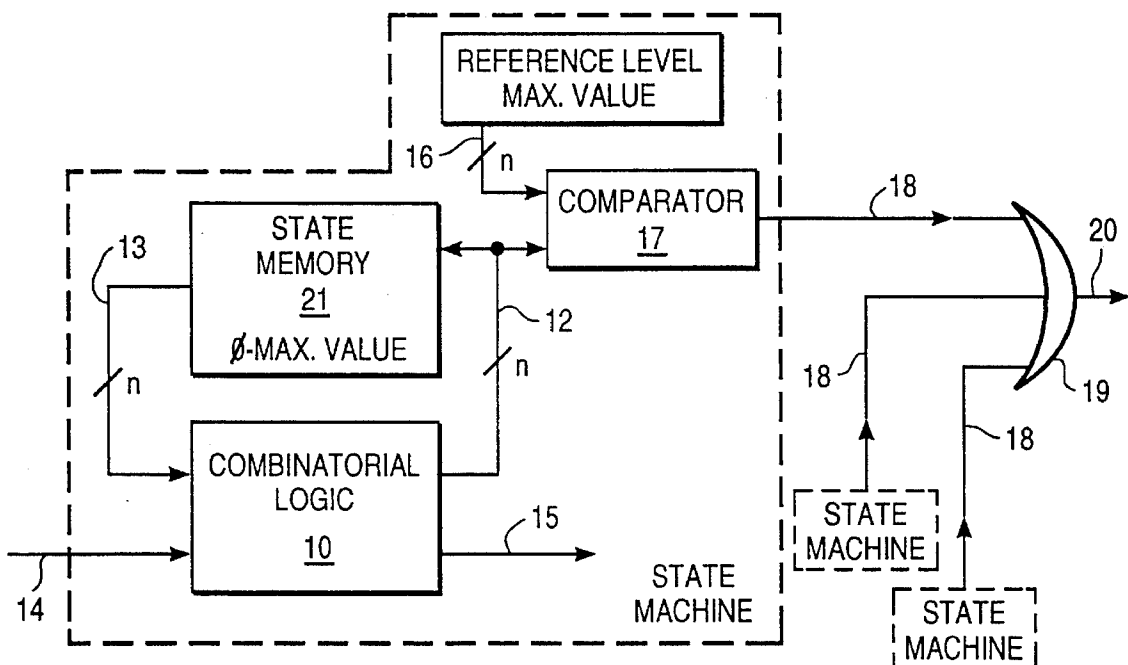 REFERENCE LEVEL
MAX. VALUE
16
n
COMPARATOR
17
18
20
13
STATE
MEMORY
21
Ø-MAX. VALUE
12
n
n
18
19
18
COMBINATORIAL
LOGIC
10
15
14
STATE
MACHINE
STATE
MACHINE
STATE
MACHINE